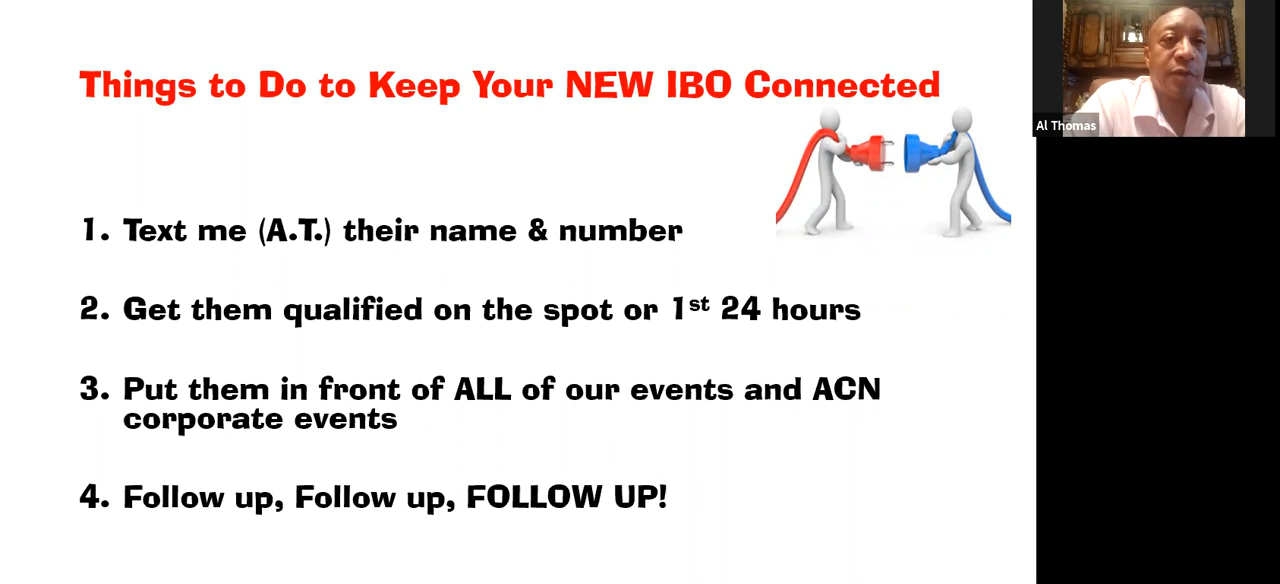 Things to Do to Keep Your NEW IBO Connected
Al Thomas
1. Text me (A.T.) their name & number
2. Get them qualified on the spot or 1st 24 hours
3. Put them in front of ALL of our events and ACN
corporate events
4. Follow up, Follow up, FOLLOW UP!